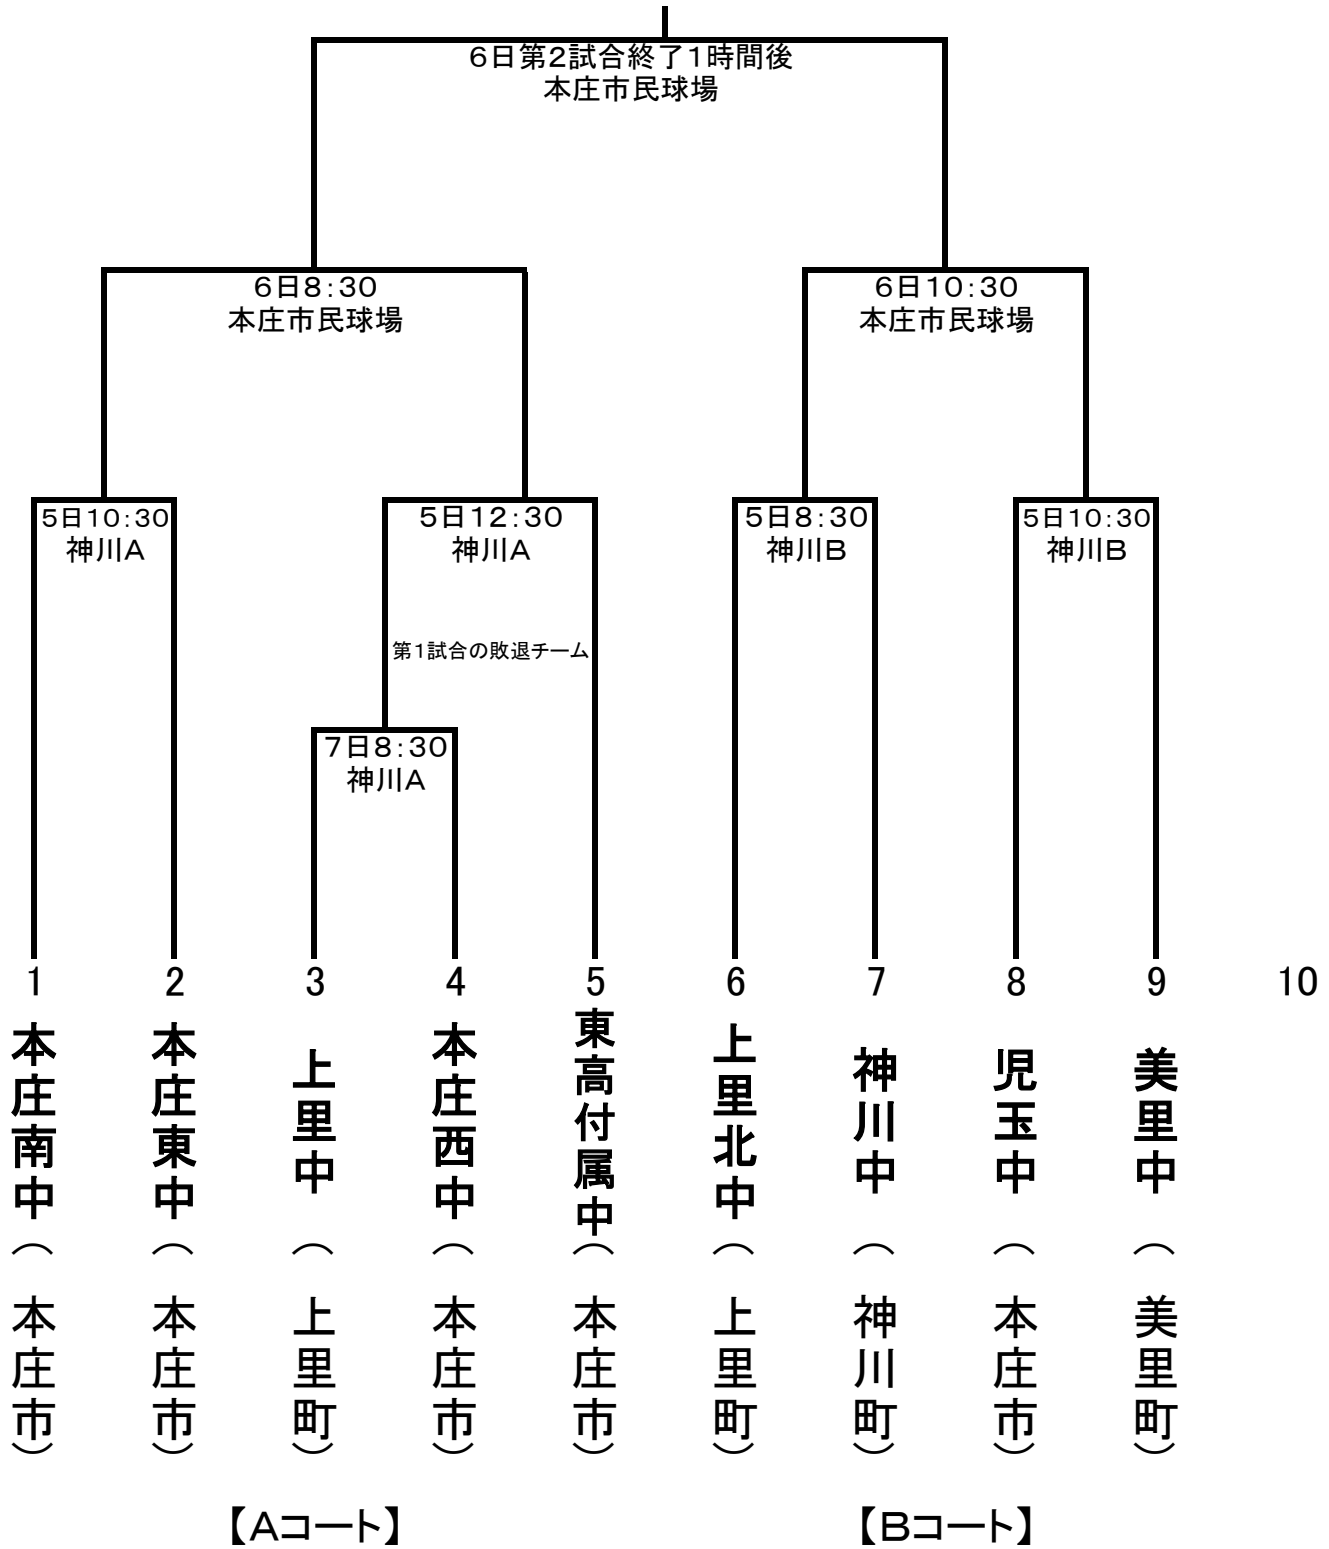 6日第2試合終了1時間後
本庄市民球場
6日8:30
本庄市民球場
6日10:30
本庄市民球場
5日10:30
神川A
5日12:30
神川A
5日8:30
神川B
5日10:30
神川B
第1試合の敗退チーム
7日8:30
神川A
1
2
3
4
5
6
7
8
9
10
本庄南中(本庄市)
本庄東中(本庄市)
上里中(上里町)
本庄西中(本庄市)
東高付属中(本庄市)
上里北中(上里町)
神川中(神川町)
児玉中(本庄市)
美里中(美里町)
【Aコート】
【Bコート】